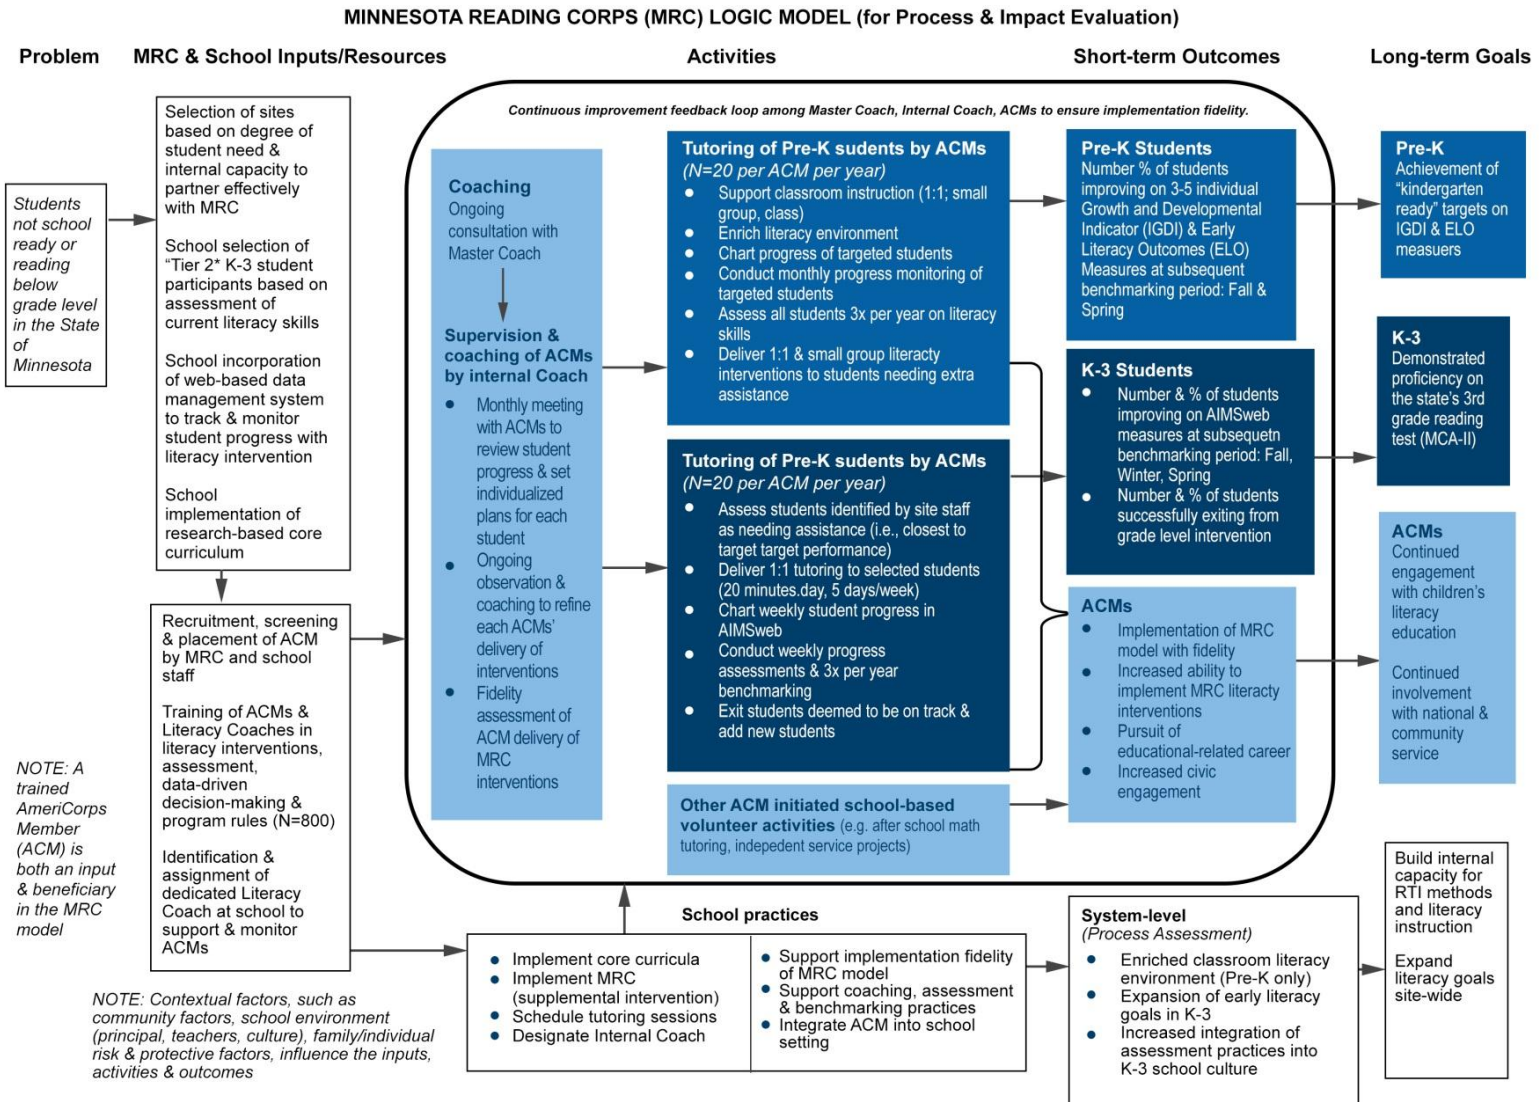 MINNESOTA READING CORPS (MRC) LOGIC MODEL (for Process & Impact Evaluation)
Problem
MRC & School Inputs/Resources
Activities
Short-term Outcomes
Long-term Goals
Students
not school
ready or
reading
below
grade level
in the State
of
Minnesota
NOTE: A
trained
AmeriCorps
Member
(ACM) is
both an input
& beneficiary
in the MRC
model
Selection of sites
based on degree of
student need &
internal capacity to
partner effectively
with MRC
School selection of
“Tier 2* K-3 student
participants based on
assessment of
current literacy skills
School incorporation
of web-based data
management system
to track & monitor
student progress with
literacy intervention
School
implementation of
research-based core
curriculum
Recruitment, screening
& placement of ACM
by MRC and school
staff
Training of ACMs &
Literacy Coaches in
literacy interventions,
assessment,
data-driven
decision-making &
program rules (N=800)
Identification &
assignment of
dedicated Literacy
Coach at school to
support & monitor
ACMs
NOTE: Contextual factors, such as
community factors, school environment
(principal, teachers, culture), family/individual
risk & protective factors, influence the inputs,
activities & outcomes
Continuous improvement feedback loop among Master Coach, Internal Coach, ACMs to ensure implementation fidelity.
Coaching
Ongoing
consultation with
Master Coach
Supervision &
coaching of ACMs
by internal Coach
● Monthly meeting
with ACMs to
review student
progress & set
individualized
plans for each
student
● Ongoing
observation &
coaching to refine
each ACMs’
delivery of
interventions
● Fidelity
assessment of
ACM delivery of
MRC
interventions
Tutoring of Pre-K sudents by ACMs
(N=20 per ACM per year)
● Support classroom instruction (1:1; small
group, class)
● Enrich literacy environment
● Chart progress of targeted students
● Conduct monthly progress monitoring of
targeted students
● Assess all students 3x per year on literacy
skills
● Deliver 1:1 & small group literacty
interventions to students needing extra
assistance
Tutoring of Pre-K sudents by ACMs
(N=20 per ACM per year)
● Assess students identified by site staff
as needing assistance (i.e., closest to
target target performance)
● Deliver 1:1 tutoring to selected students
(20 minutes.day, 5 days/week)
● Chart weekly student progress in
AIMSweb
● Conduct weekly progress
assessments & 3x per year
benchmarking
● Exit students deemed to be on track &
add new students
Other ACM initiated school-based
volunteer activities (e.g. after school math
tutoring, indepedent service projects)
Pre-K Students
Number % of students
improving on 3-5 individual
Growth and Developmental
Indicator (IGDI) & Early
Literacy Outcomes (ELO)
Measures at subsequent
benchmarking period: Fall &
Spring
K-3 Students
● Number & % of students
improving on AIMSweb
measures at subsequetn
benchmarking period: Fall,
Winter, Spring
● Number & % of students
successfully exiting from
grade level intervention
ACMs
● Implementation of MRC
model with fidelity
● Increased ability to
implement MRC literacty
interventions
● Pursuit of
educational-related career
● Increased civic
engagement
Pre-K
Achievement of
“kindergarten
ready” targets on
IGDI & ELO
measuers
K-3
Demonstrated
proficiency on
the state’s 3rd
grade reading
test (MCA-II)
ACMs
Continued
engagement
with children’s
literacy
education
Continued
involvement
with national &
community
service
School practices
● Implement core curricula
● Implement MRC
(supplemental intervention)
● Schedule tutoring sessions
● Designate Internal Coach
● Support implementation fidelity
of MRC model
● Support coaching, assessment
& benchmarking practices
● Integrate ACM into school
setting
System-level
(Process Assessment)
● Enriched classroom literacy
environment (Pre-K only)
● Expansion of early literacy
goals in K-3
● Increased integration of
assessment practices into
K-3 school culture
Build internal
capacity for
RTI methods
and literacy
instruction
Expand
literacy goals
site-wide